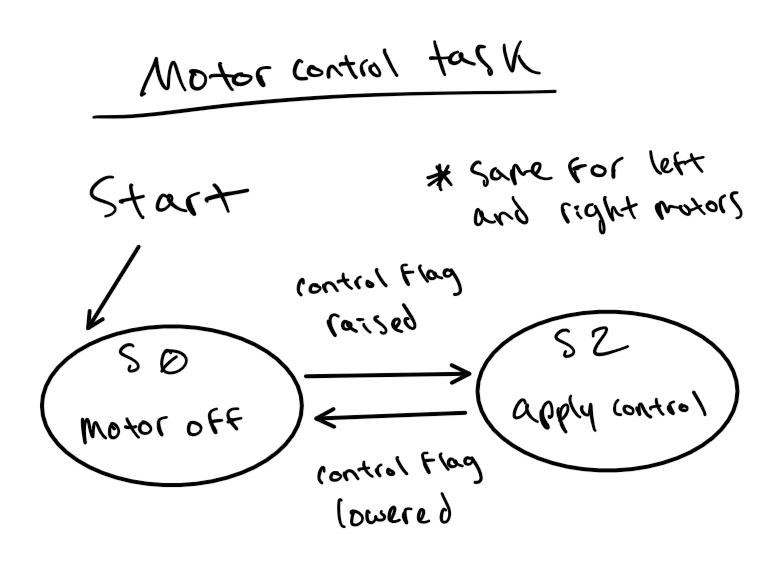 Motor control task
Start
* Same for left
and right motors
control Flag
raised
S0
Motor off
S2
apply control
control Flag
lowered